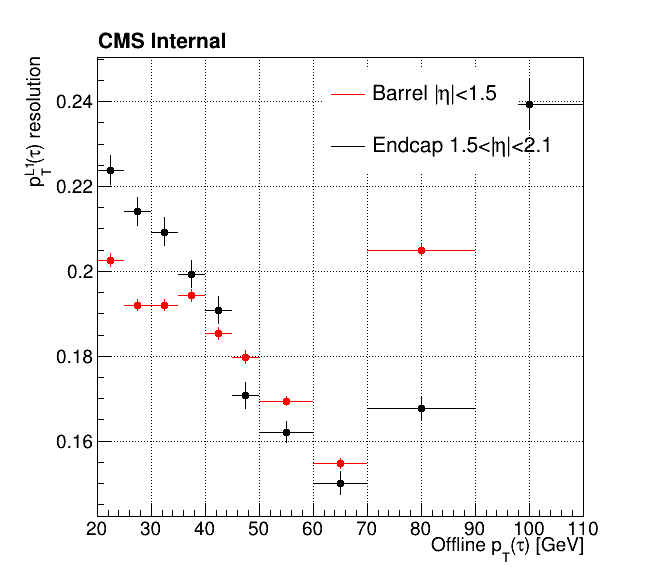 CMS Internal
p_T^L1(τ) resolution
Barrel |η|<1.5
Endcap 1.5<|η|<2.1
0.24
0.22
0.2
0.18
0.16
20 30 40 50 60 70 80 90 100 110
Offline p_T(τ) [GeV]